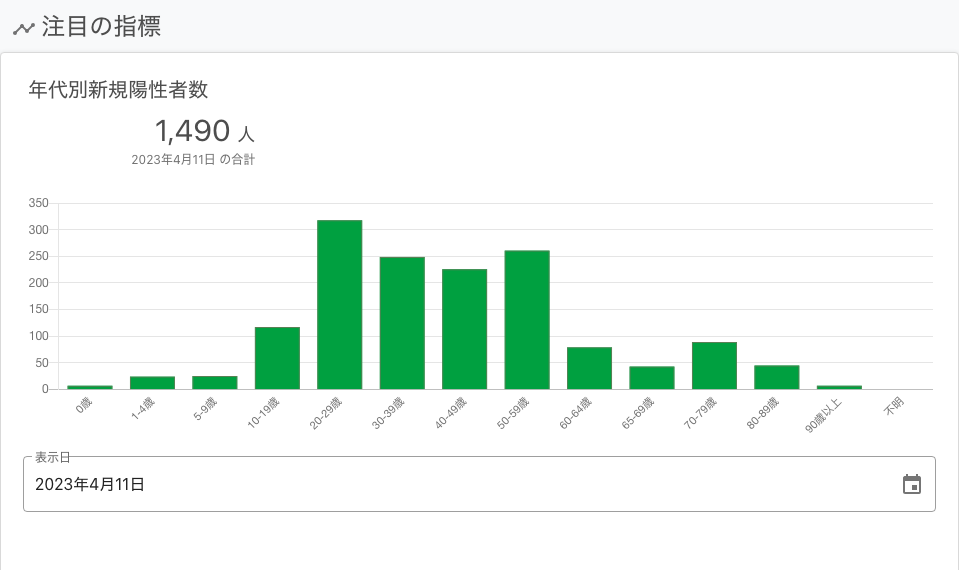 注目の指標
年代別新規陽性者数
1,490 人
2023年4月11日 の合計
350
300
250
200
150
100
50
0
0歳
1-4歳
5-9歳
10-19歳
20-29歳
30-39歳
40-49歳
50-59歳
60-64歳
65-69歳
70-79歳
80-89歳
90歳以上
不明
表示日
2023年4月11日